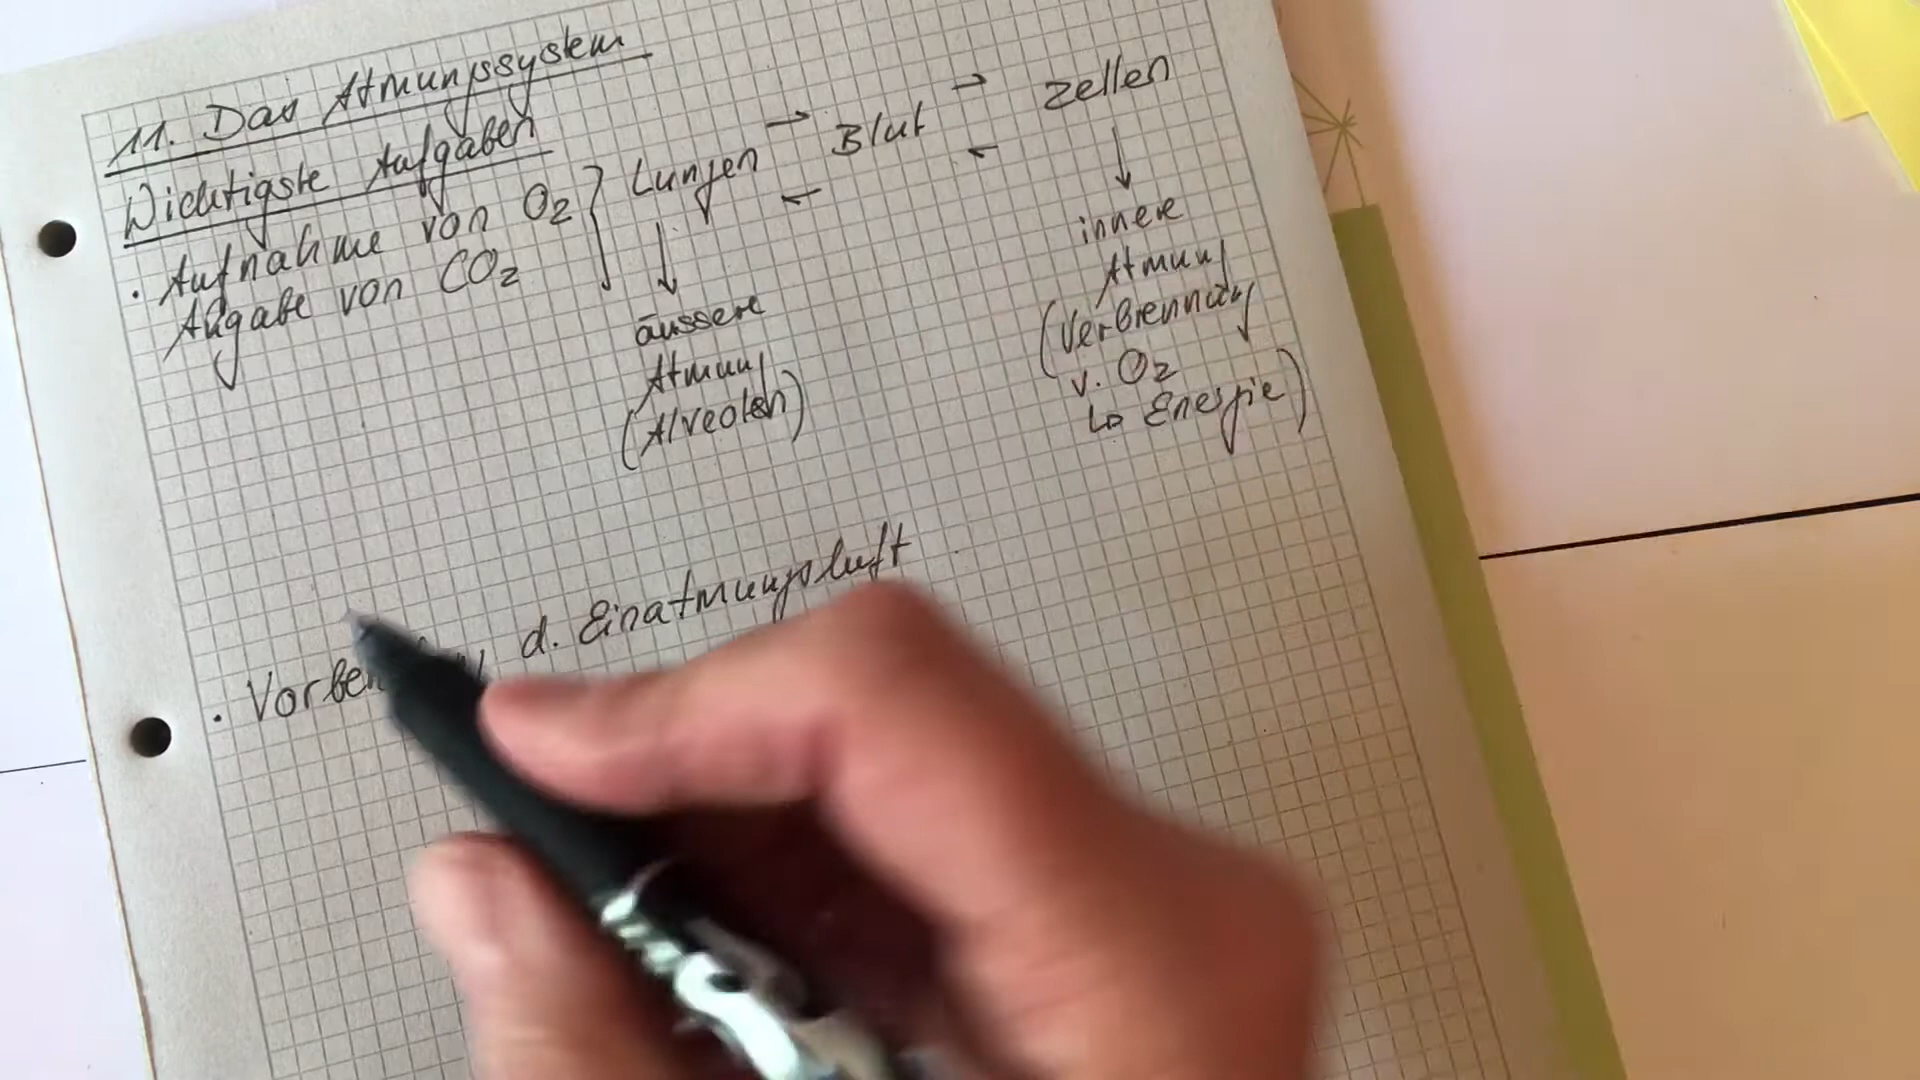 11. Das Atmungssystem
Wichtigste Aufgaben
. Aufnahme von O2
Abgabe von CO2
Lungen → Blut → Zellen
← ←
↓
äussere
Atmung
(Alveolen)
↓
innere
Atmung
(Verbrennung
v. O2
↳ Energie)
. d. Einatmungsluft